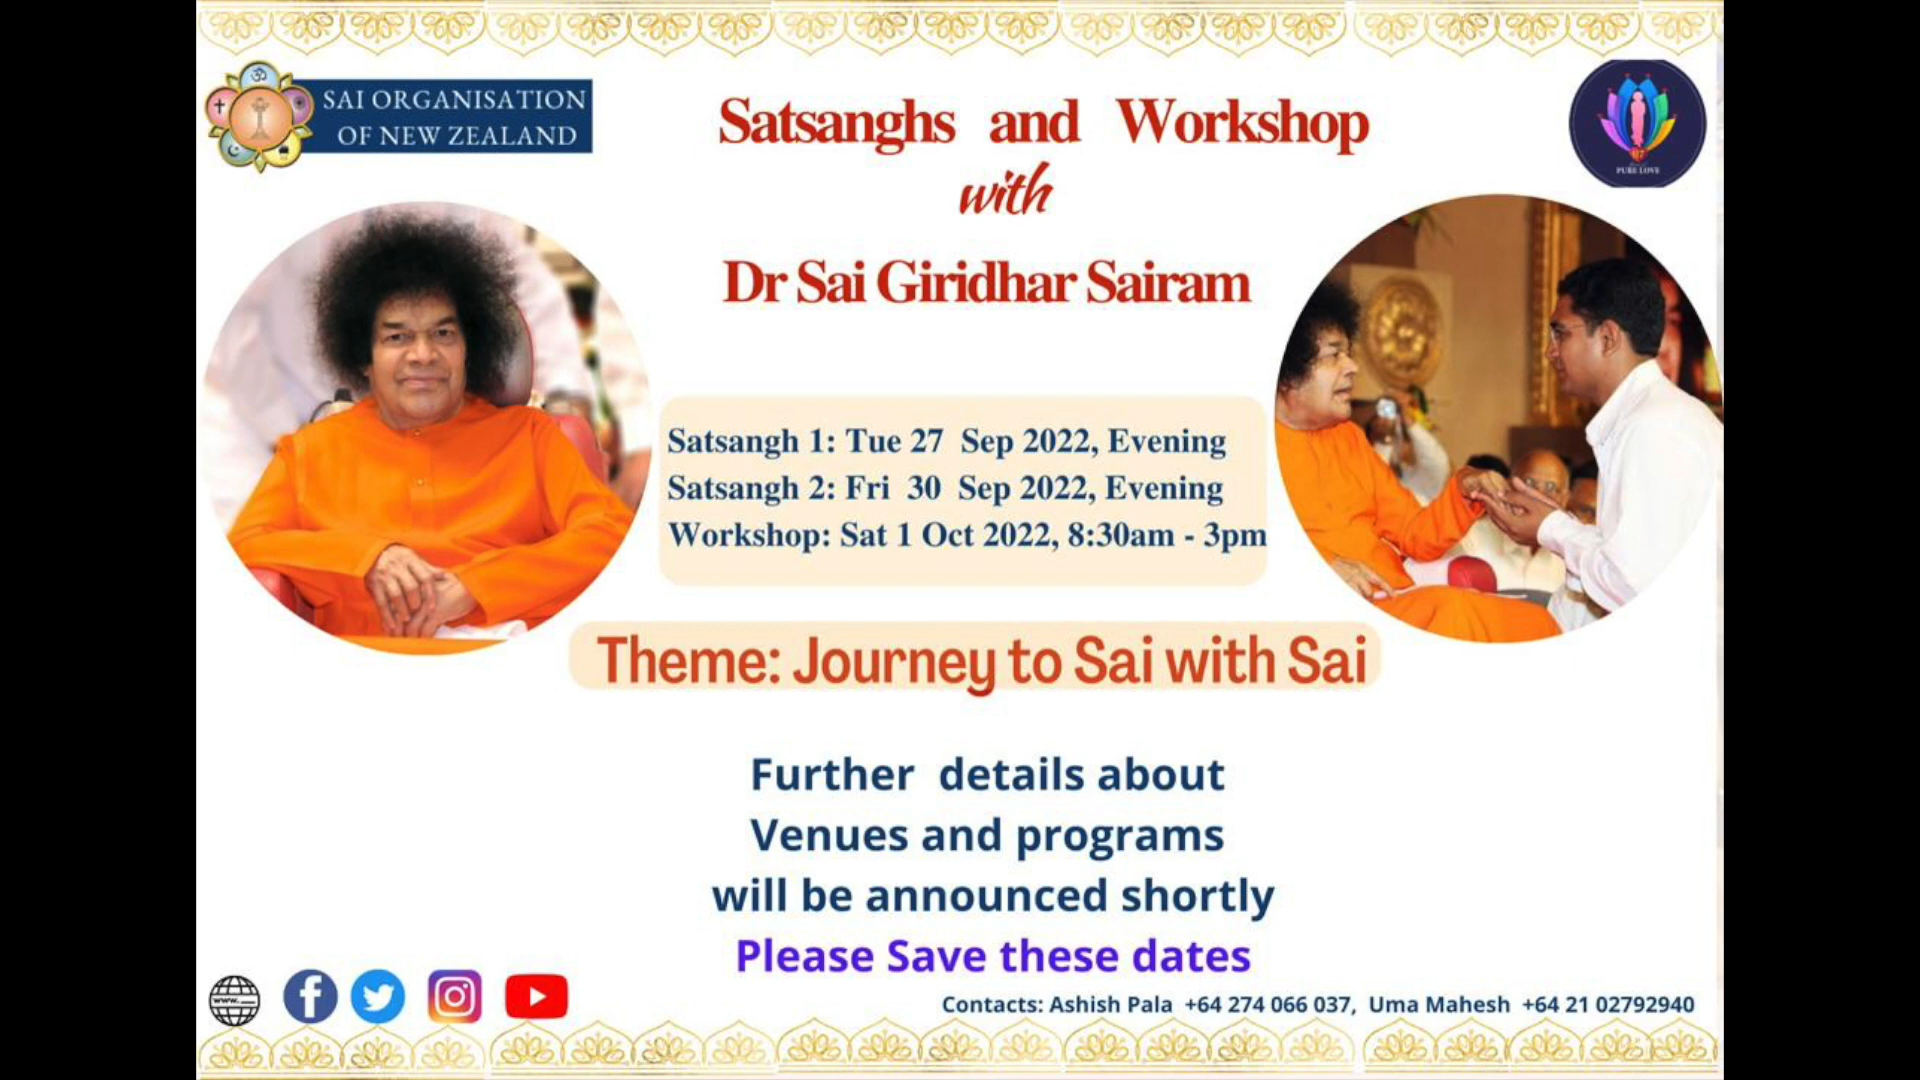 SAI ORGANISATION
OF NEW ZEALAND
Satsanghs and Workshop
with
Dr Sai Giridhar Sairam
PURE LOVE
Satsangh 1: Tue 27 Sep 2022, Evening
Satsangh 2: Fri 30 Sep 2022, Evening
Workshop: Sat 1 Oct 2022, 8:30am - 3pm
Theme: Journey to Sai with Sai
Further details about
Venues and programs
will be announced shortly
Please Save these dates
www.
Contacts: Ashish Pala +64 274 066 037, Uma Mahesh +64 21 02792940